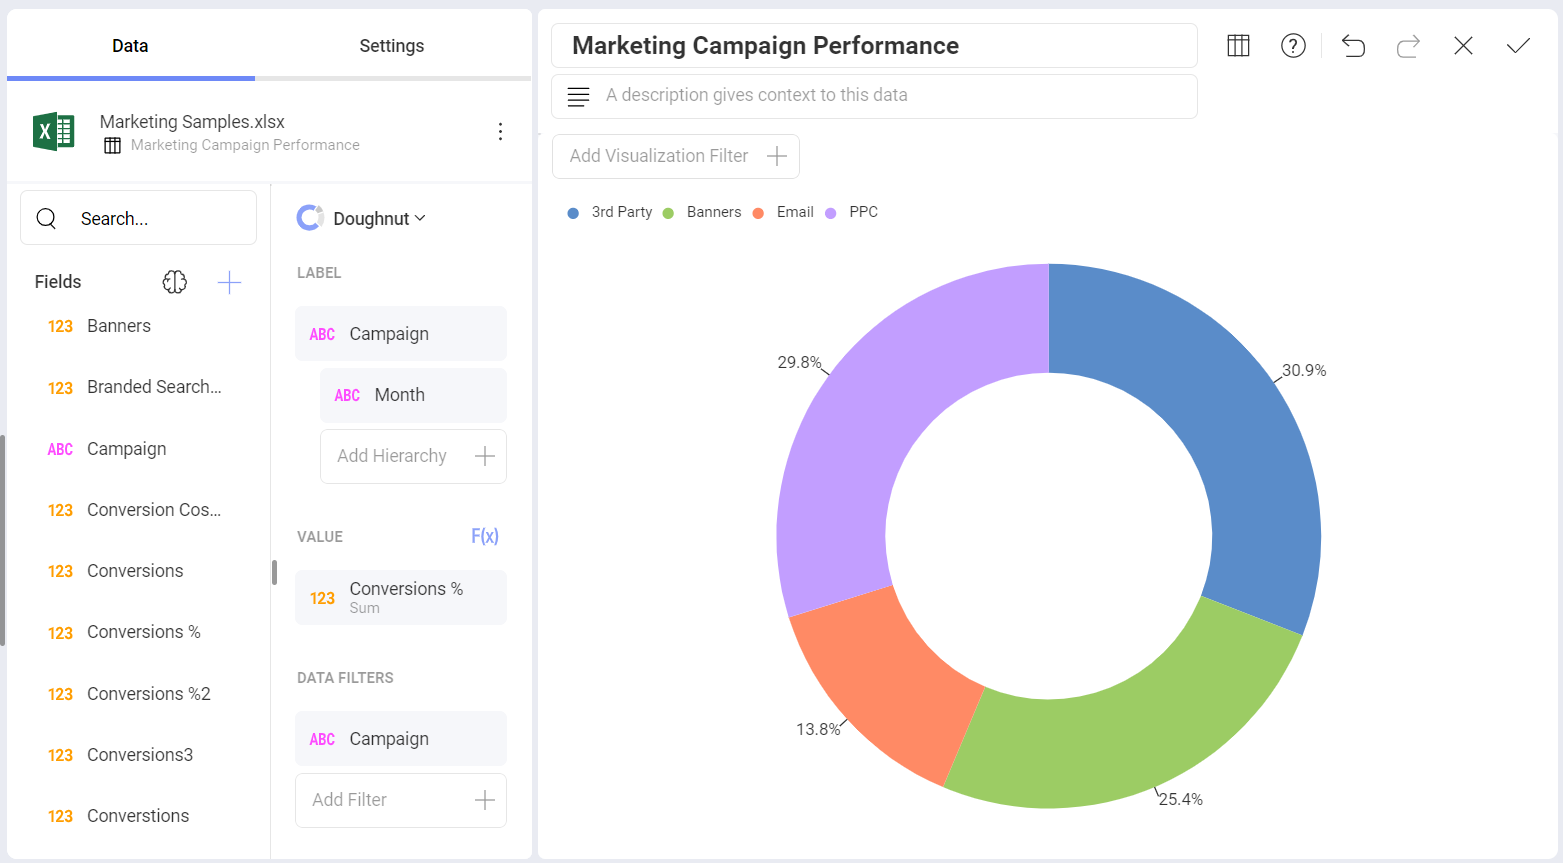 Data
Settings
Marketing Samples.xlsx
Marketing Campaign Performance
Search...
Fields
123 Banners
123 Branded Search...
ABC Campaign
123 Conversion Cos...
123 Conversions
123 Conversions %
123 Conversions %2
123 Conversions3
123 Converstions
Doughnut
LABEL
ABC Campaign
ABC Month
Add Hierarchy
VALUE F(x)
123 Conversions %
Sum
DATA FILTERS
ABC Campaign
Add Filter
Marketing Campaign Performance
A description gives context to this data
Add Visualization Filter
3rd Party Banners Email PPC
29.8%
30.9%
13.8%
25.4%